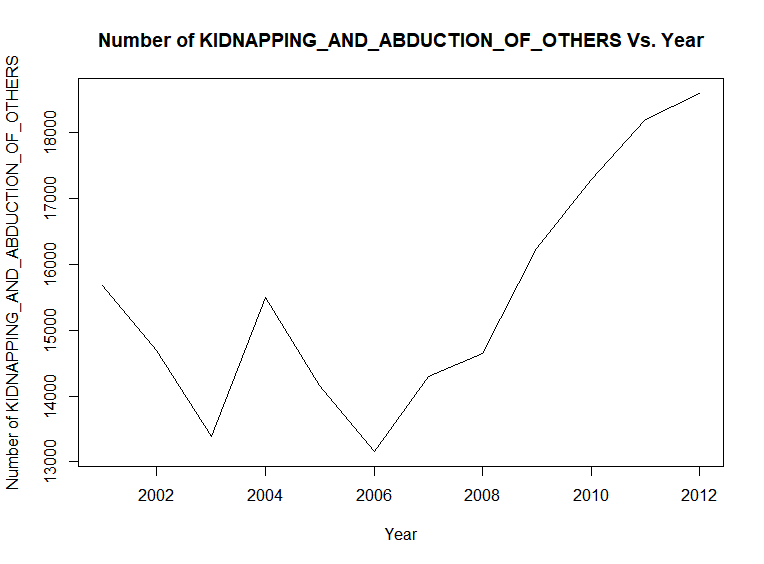 Number of KIDNAPPING_AND_ABDUCTION_OF_OTHERS Vs. Year
Number of KIDNAPPING_AND_ABDUCTION_OF_OTHERS
18000
17000
16000
15000
14000
13000
2002 2004 2006 2008 2010 2012
Year